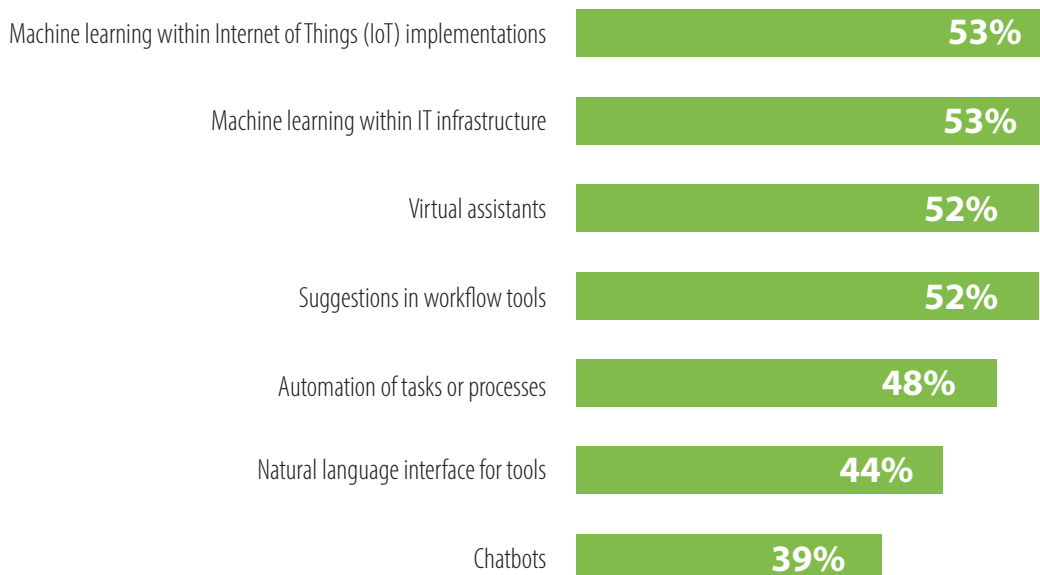 Machine learning within Internet of Things (IoT) implementations 53%
Machine learning within IT infrastructure 53%
Virtual assistants 52%
Suggestions in workflow tools 52%
Automation of tasks or processes 48%
Natural language interface for tools 44%
Chatbots 39%